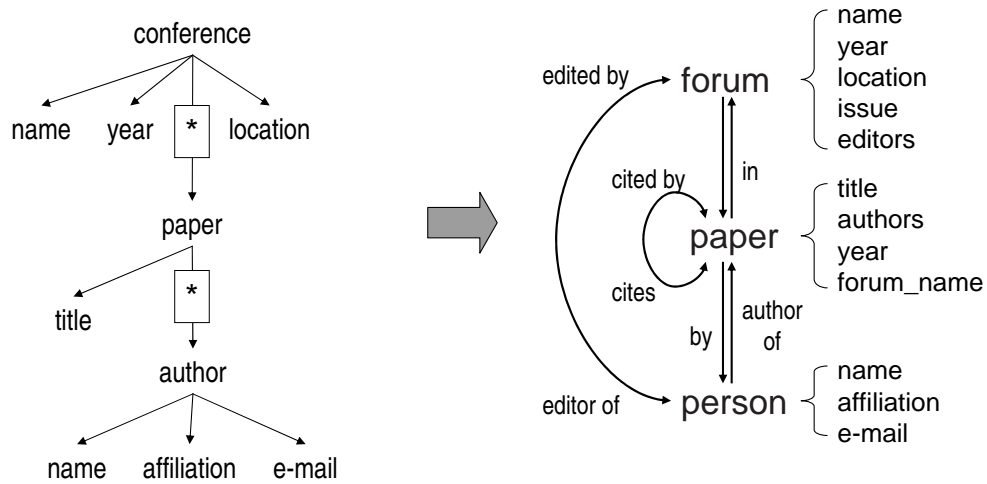 conference
name
year
*
location
paper
title
*
author
name
affiliation
e-mail
edited by
forum
name
year
location
issue
editors
in
cited by
paper
cites
title
authors
year
forum_name
by
author
of
editor of
person
name
affiliation
e-mail